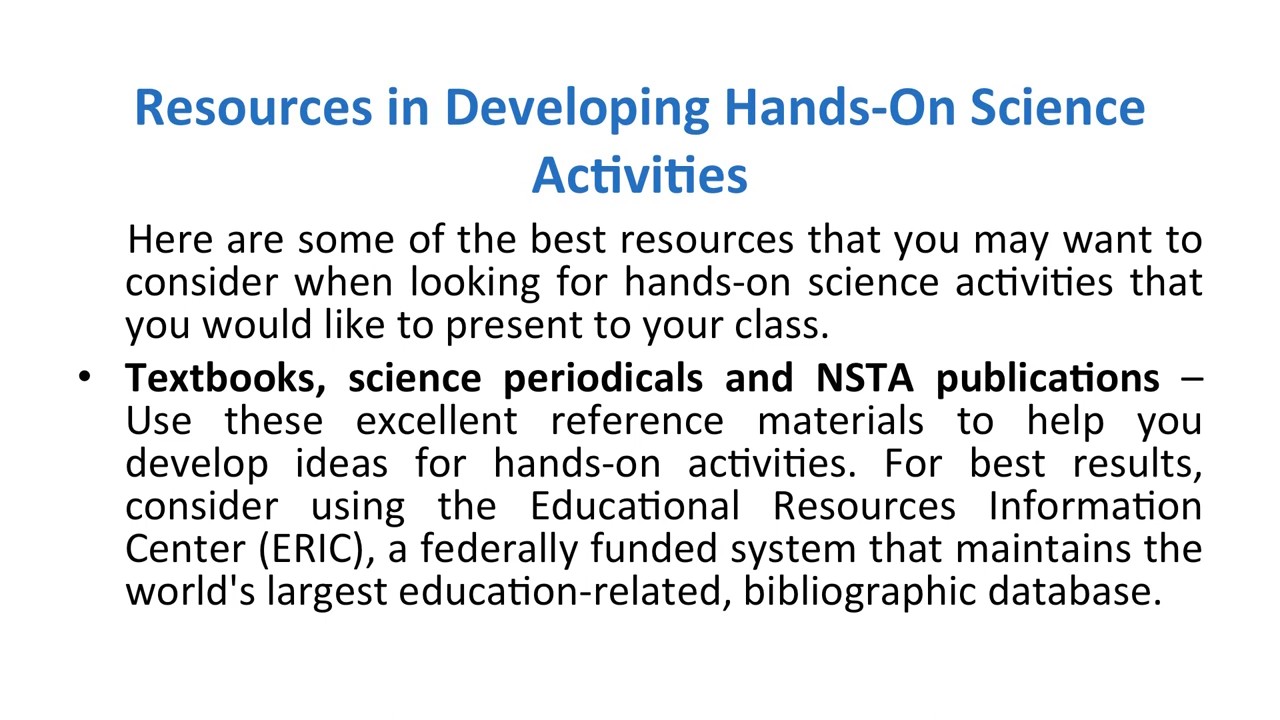 Resources in Developing Hands-On Science
Activities
Here are some of the best resources that you may want to
consider when looking for hands-on science activities that
you would like to present to your class.
• Textbooks, science periodicals and NSTA publications –
Use these excellent reference materials to help you
develop ideas for hands-on activities. For best results,
consider using the Educational Resources Information
Center (ERIC), a federally funded system that maintains the
world's largest education-related, bibliographic database.